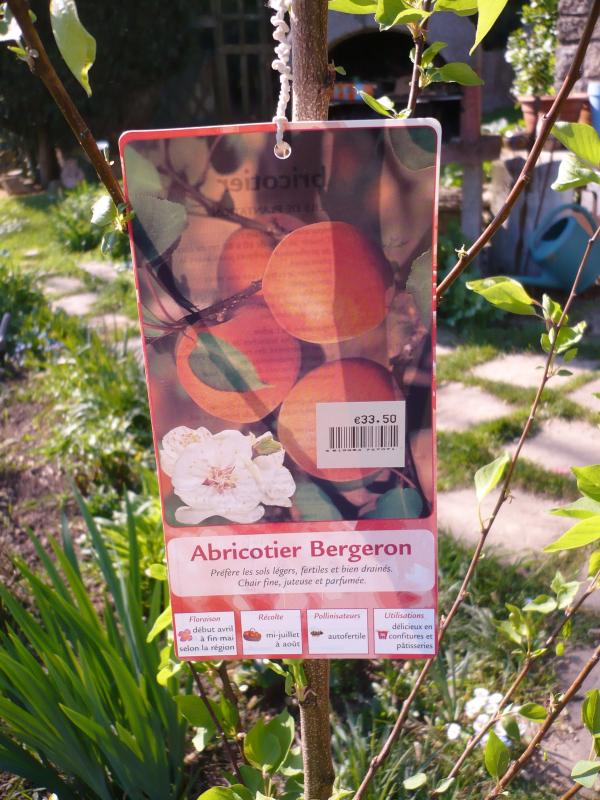 €33.50
Abricotier Bergeron
Préfère les sols légers, fertiles et bien drainés.
Chair fine, juteuse et parfumée.
Floraison
début avril
à fin mai
selon la région
Récolte
mi-juillet
à août
Pollinisateurs
autofertile
Utilisations
délicieux en
confitures et
pâtisseries